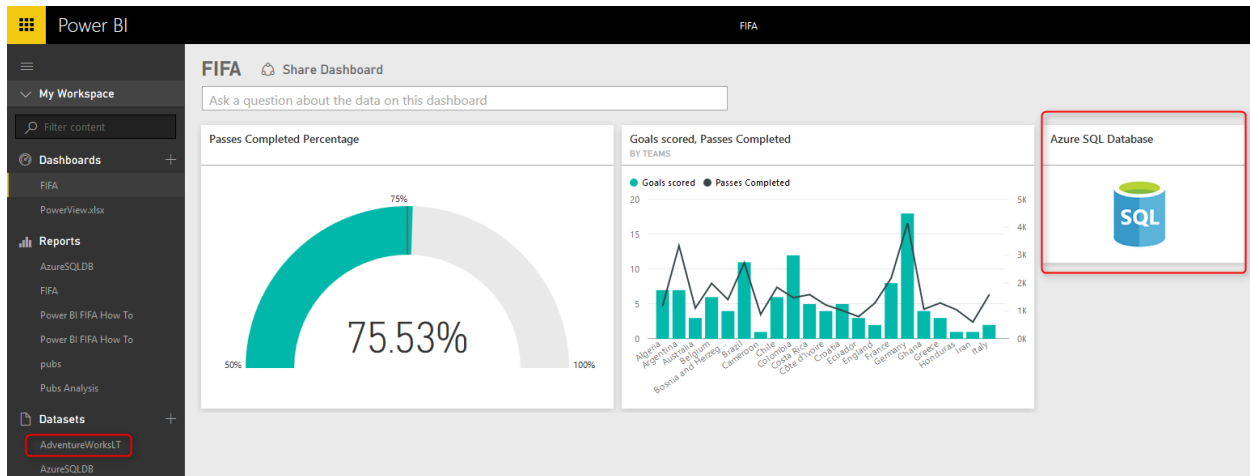 Power BI
FIFA
FIFA
Share Dashboard
Ask a question about the data on this dashboard
My Workspace
Filter content
Dashboards
FIFA
PowerView.xlsx
Reports
AzureSQLDB
FIFA
Power BI FIFA How To
Power BI FIFA How To
pubs
Pubs Analysis
Datasets
AdventureWorksLT
AzureSQLDB
Passes Completed Percentage
75%
75.53%
50%
100%
Goals scored, Passes Completed
BY TEAMS
Goals scored Passes Completed
20
15
10
5
0
5K
4K
3K
2K
1K
0K
Algeria
Argentina
Australia
Belgium
Bosnia and Herzeg...
Brazil
Cameroon
Chile
Colombia
Costa Rica
Côte d'Ivoire
Croatia
Ecuador
England
France
Germany
Ghana
Greece
Honduras
Iran
Italy
Azure SQL Database
SQL